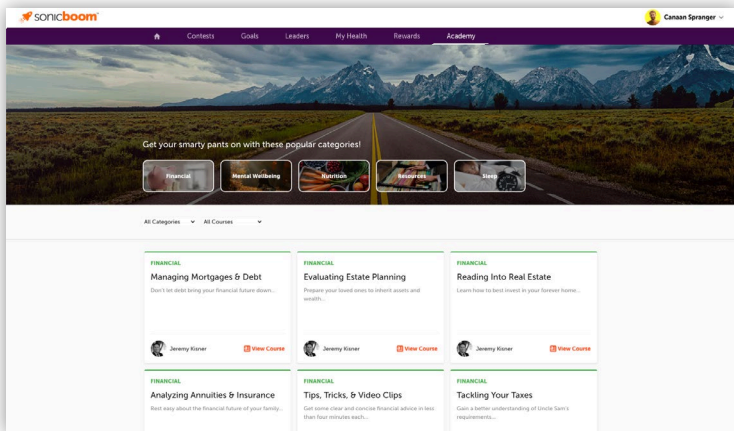 sonicboom
Canaan Spranger
Contests Goals Leaders My Health Rewards Academy
Get your smarty pants on with these popular categories!
Financial Mental Wellbeing Nutrition Resources Sleep
All Categories All Courses
FINANCIAL
Managing Mortgages & Debt
Don't let debt bring your financial future down...
Jeremy Kisner View Course
FINANCIAL
Evaluating Estate Planning
Prepare your loved ones to inherit assets and
wealth...
Jeremy Kisner View Course
FINANCIAL
Reading Into Real Estate
Learn how to best invest in your forever home...
Jeremy Kisner View Course
FINANCIAL
Analyzing Annuities & Insurance
Rest easy about the financial future of your family...
FINANCIAL
Tips, Tricks, & Video Clips
Get some clear and concise financial advice in less
than four minutes each...
FINANCIAL
Tackling Your Taxes
Gain a better understanding of Uncle Sam's
requirements...